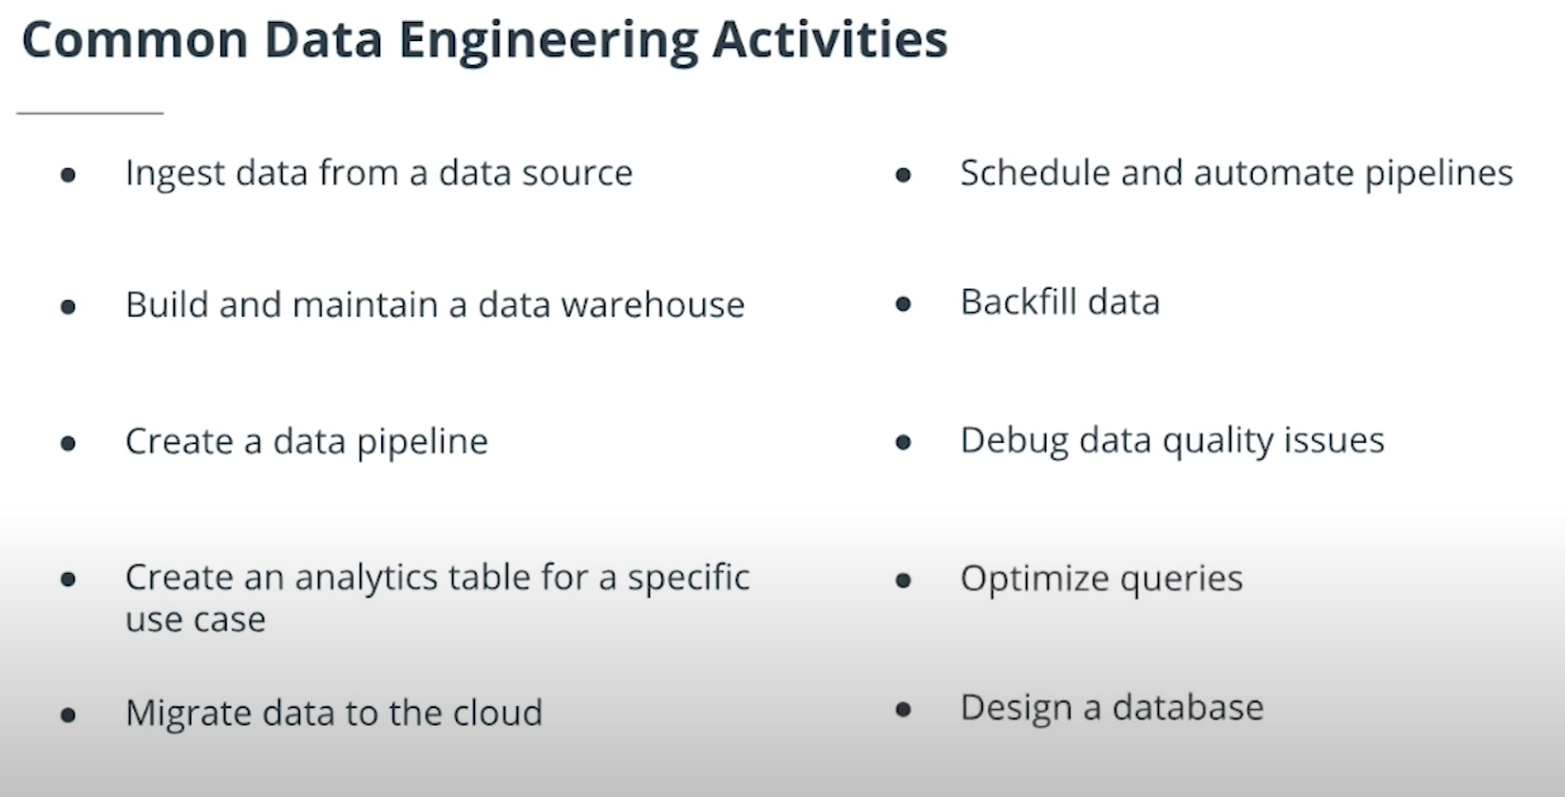 Common Data Engineering Activities
Ingest data from a data source
Build and maintain a data warehouse
Create a data pipeline
Create an analytics table for a specific
use case
Migrate data to the cloud
Schedule and automate pipelines
Backfill data
Debug data quality issues
Optimize queries
Design a database